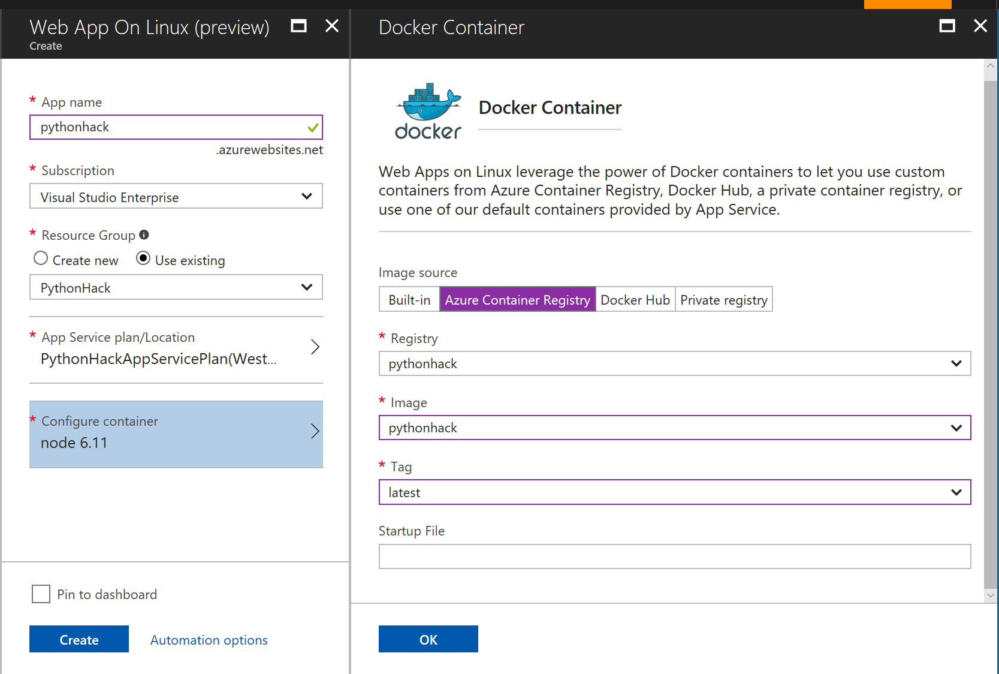 Web App On Linux (preview)
Create
* App name
pythonhack
.azurewebsites.net
* Subscription
Visual Studio Enterprise
* Resource Group
Create new
Use existing
PythonHack
* App Service plan/Location
PythonHackAppServicePlan(West...
* Configure container
node 6.11
Pin to dashboard
Create
Automation options
Docker Container
docker
Docker Container
Web Apps on Linux leverage the power of Docker containers to let you use custom
containers from Azure Container Registry, Docker Hub, a private container registry, or
use one of our default containers provided by App Service.
Image source
Built-in
Azure Container Registry
Docker Hub
Private registry
* Registry
pythonhack
* Image
pythonhack
* Tag
latest
Startup File
OK